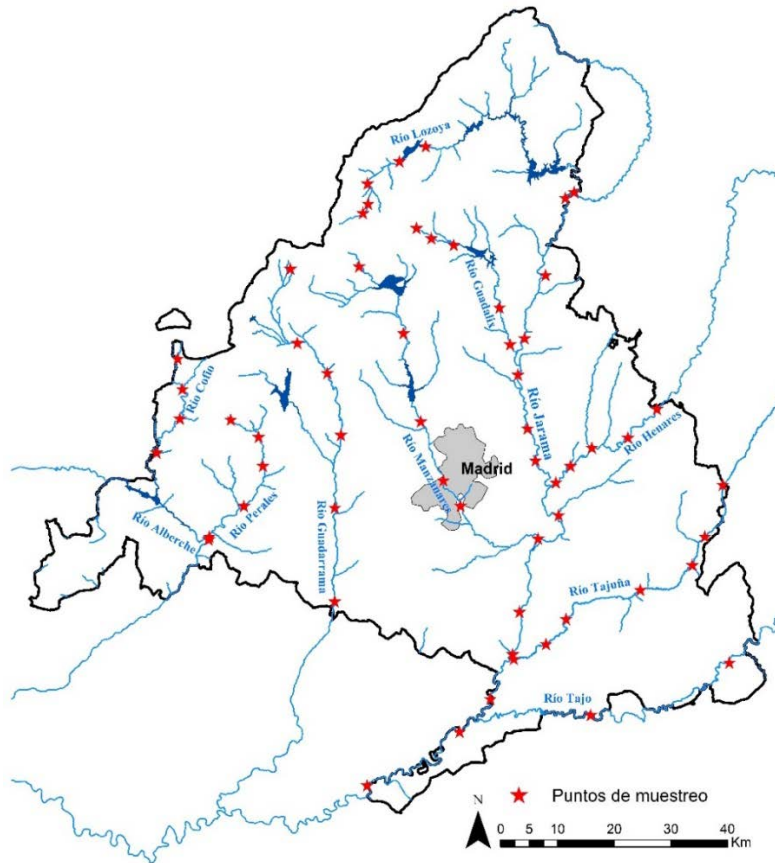 Río Lozoya
Río Guadalix
Río Cofio
Río Jarama
Río Henares
Madrid
Río Manzanares
Río Perales
Río Alberche
Río Guadarrama
Río Tajuña
Río Tajo
N
Puntos de muestreo
0 5 10 20 30 40
Km